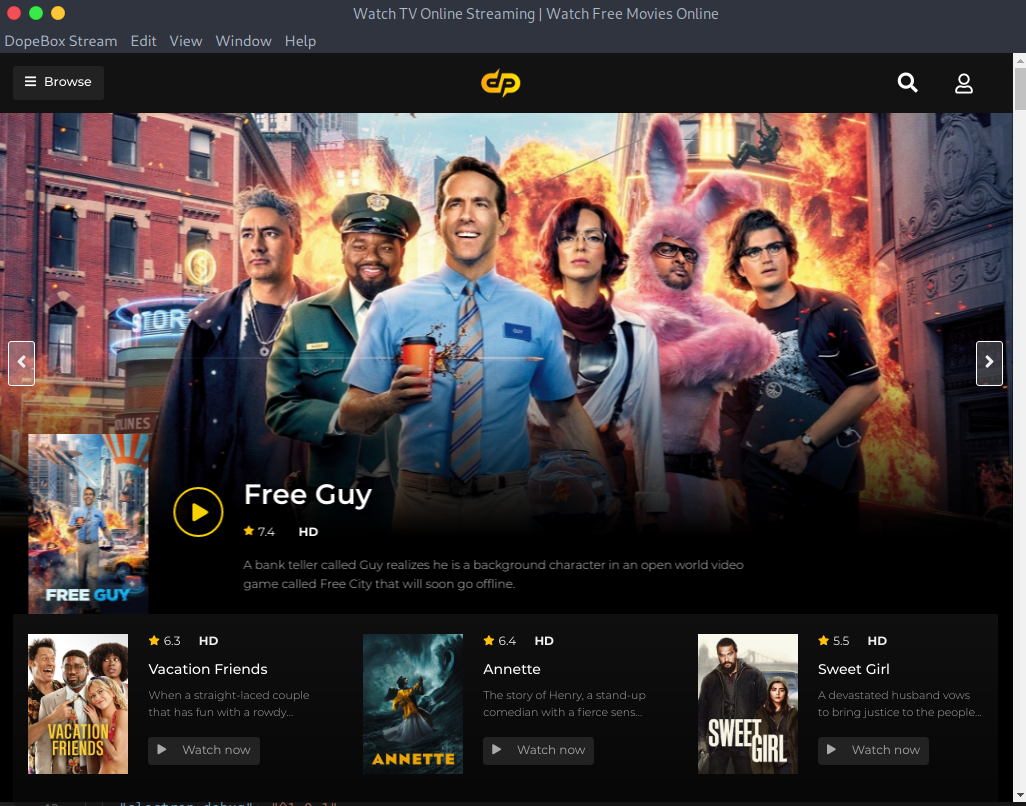 Watch TV Online Streaming | Watch Free Movies Online
DopeBox Stream Edit View Window Help
☰ Browse
dp
STOR
DLINES
GUY
Free Guy
7.4 HD
A bank teller called Guy realizes he is a background character in an open world video
game called Free City that will soon go offline.
FREE GUY
6.3 HD
Vacation Friends
When a straight-laced couple
that has fun with a rowdy...
Watch now
VACATION
FRIENDS
6.4 HD
Annette
The story of Henry, a stand-up
comedian with a fierce sens...
Watch now
ANNETTE
5.5 HD
Sweet Girl
A devastated husband vows
to bring justice to the people...
Watch now
SWEET
GIRL